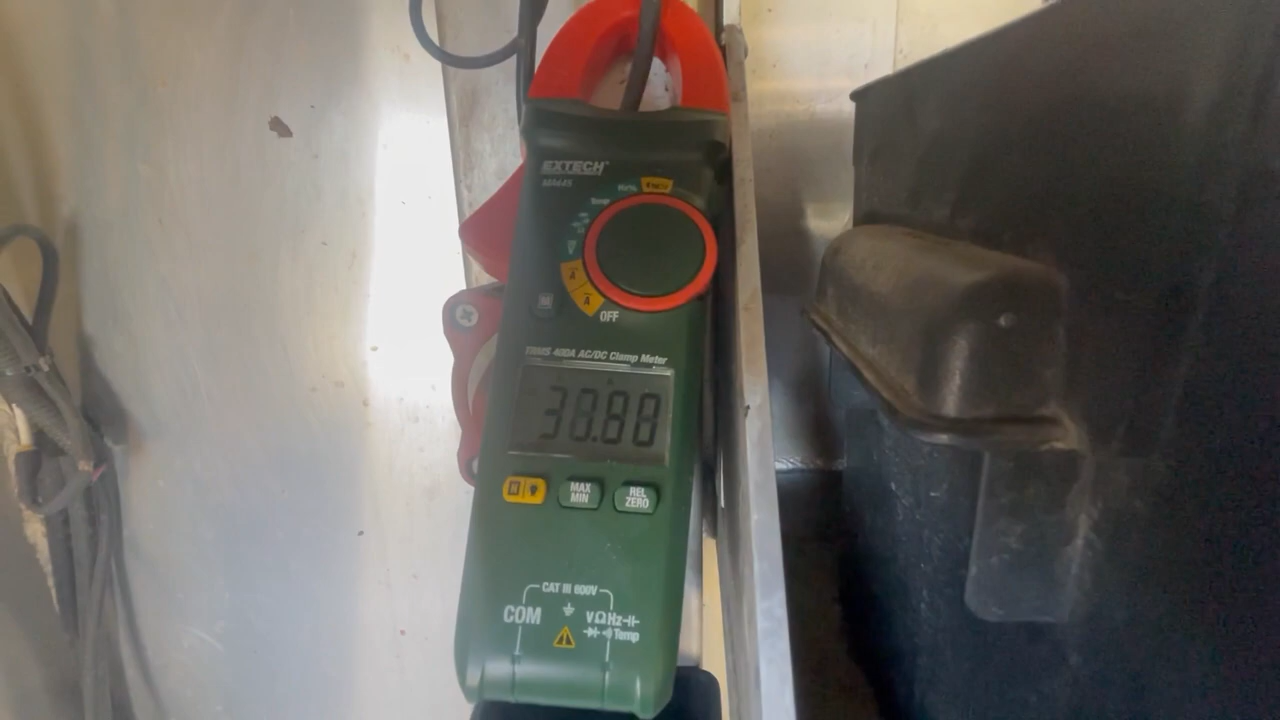 EXTECH
MA445
Hz%
NCV
Temp
A
A
OFF
TRMS 400A AC/DC Clamp Meter
38.88
H
MAX
MIN
REL
ZERO
CAT III 600V
COM
VΩHz
Temp